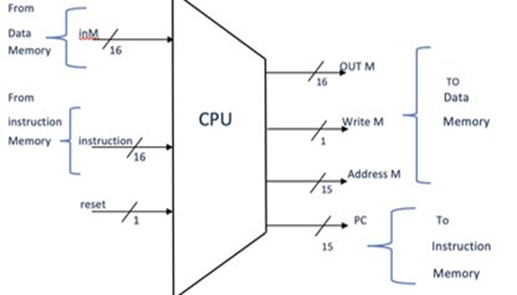 From
Data
Memory
inM
16
From
instruction
Memory
instruction
16
reset
1
CPU
OUT M
16
Write M
1
Address M
15
PC
15
TO
Data
Memory
To
Instruction
Memory